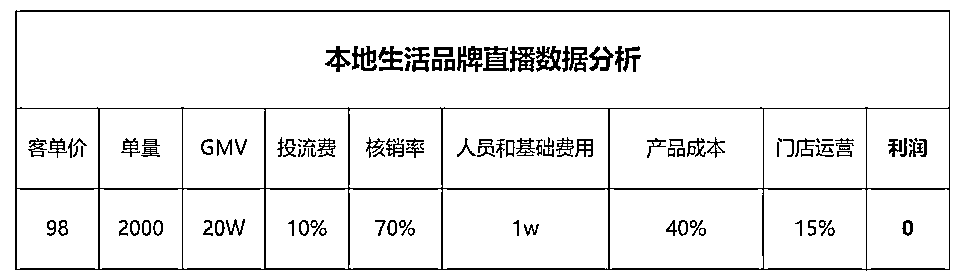 本地生活品牌直播数据分析
客单价 单量 GMV 投流费 核销率 人员和基础费用 产品成本 门店运营 利润
98 2000 20W 10% 70% 1w 40% 15% 0